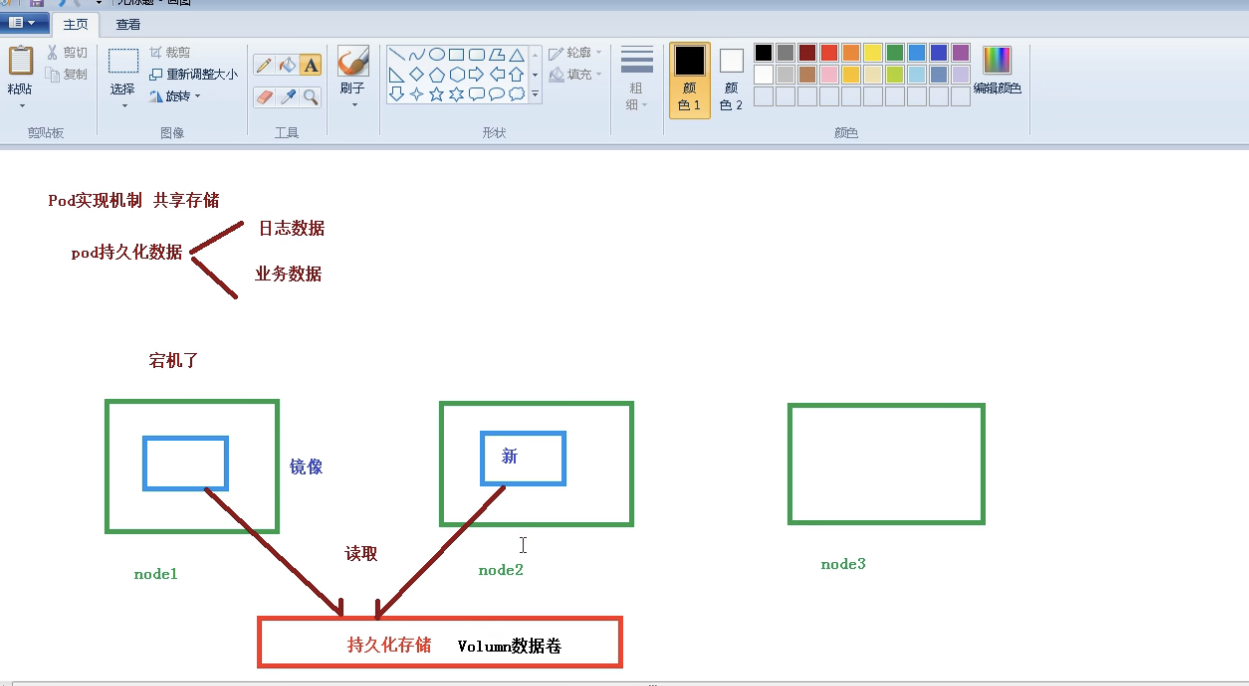 无标题 - 画图
主页 查看
剪切
复制
粘贴
裁剪
重新调整大小
旋转
选择
A
刷子
轮廓
填充
粗
细
颜
色 1
颜
色 2
编辑颜色
剪贴板 图像 工具 形状 颜色
Pod实现机制 共享存储
日志数据
pod持久化数据
业务数据
宕机了
新
镜像
读取
node1 node2 node3
持久化存储 Volumn数据卷